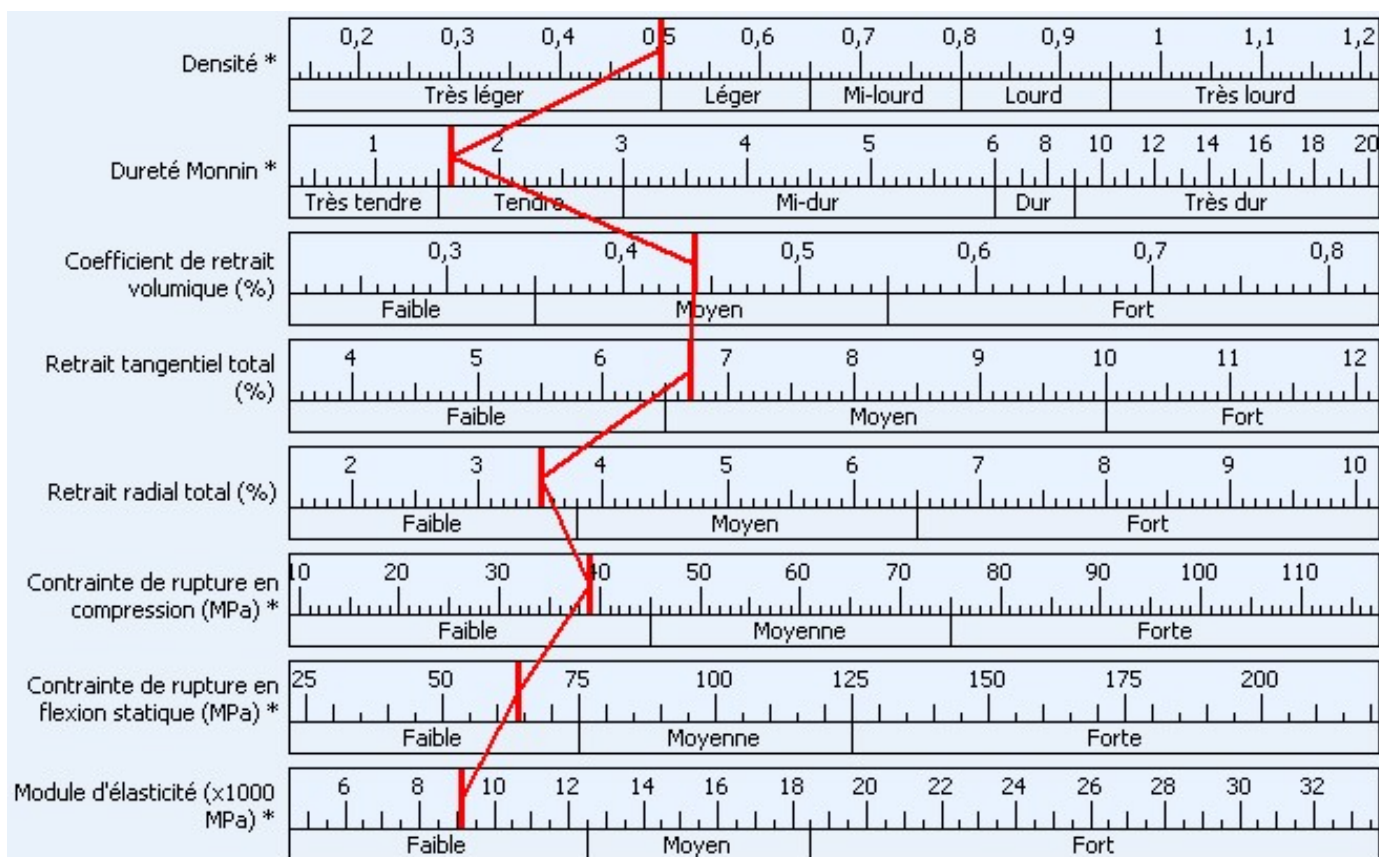 0,2 0,3 0,4 0,5 0,6 0,7 0,8 0,9 1 1,1 1,2
Densité *
Très léger Léger Mi-lourd Lourd Très lourd
1 2 3 4 5 6 8 10 12 14 16 18 20
Dureté Monnin *
Très tendre Tendre Mi-dur Dur Très dur
0,3 0,4 0,5 0,6 0,7 0,8
Coefficient de retrait
volumique (%)
Faible Moyen Fort
4 5 6 7 8 9 10 11 12
Retrait tangentiel total
(%)
Faible Moyen Fort
2 3 4 5 6 7 8 9 10
Retrait radial total (%)
Faible Moyen Fort
10 20 30 40 50 60 70 80 90 100 110
Contrainte de rupture en
compression (MPa) *
Faible Moyenne Forte
25 50 75 100 125 150 175 200
Contrainte de rupture en
flexion statique (MPa) *
Faible Moyenne Forte
6 8 10 12 14 16 18 20 22 24 26 28 30 32
Module d'élasticité (x1000
MPa) *
Faible Moyen Fort